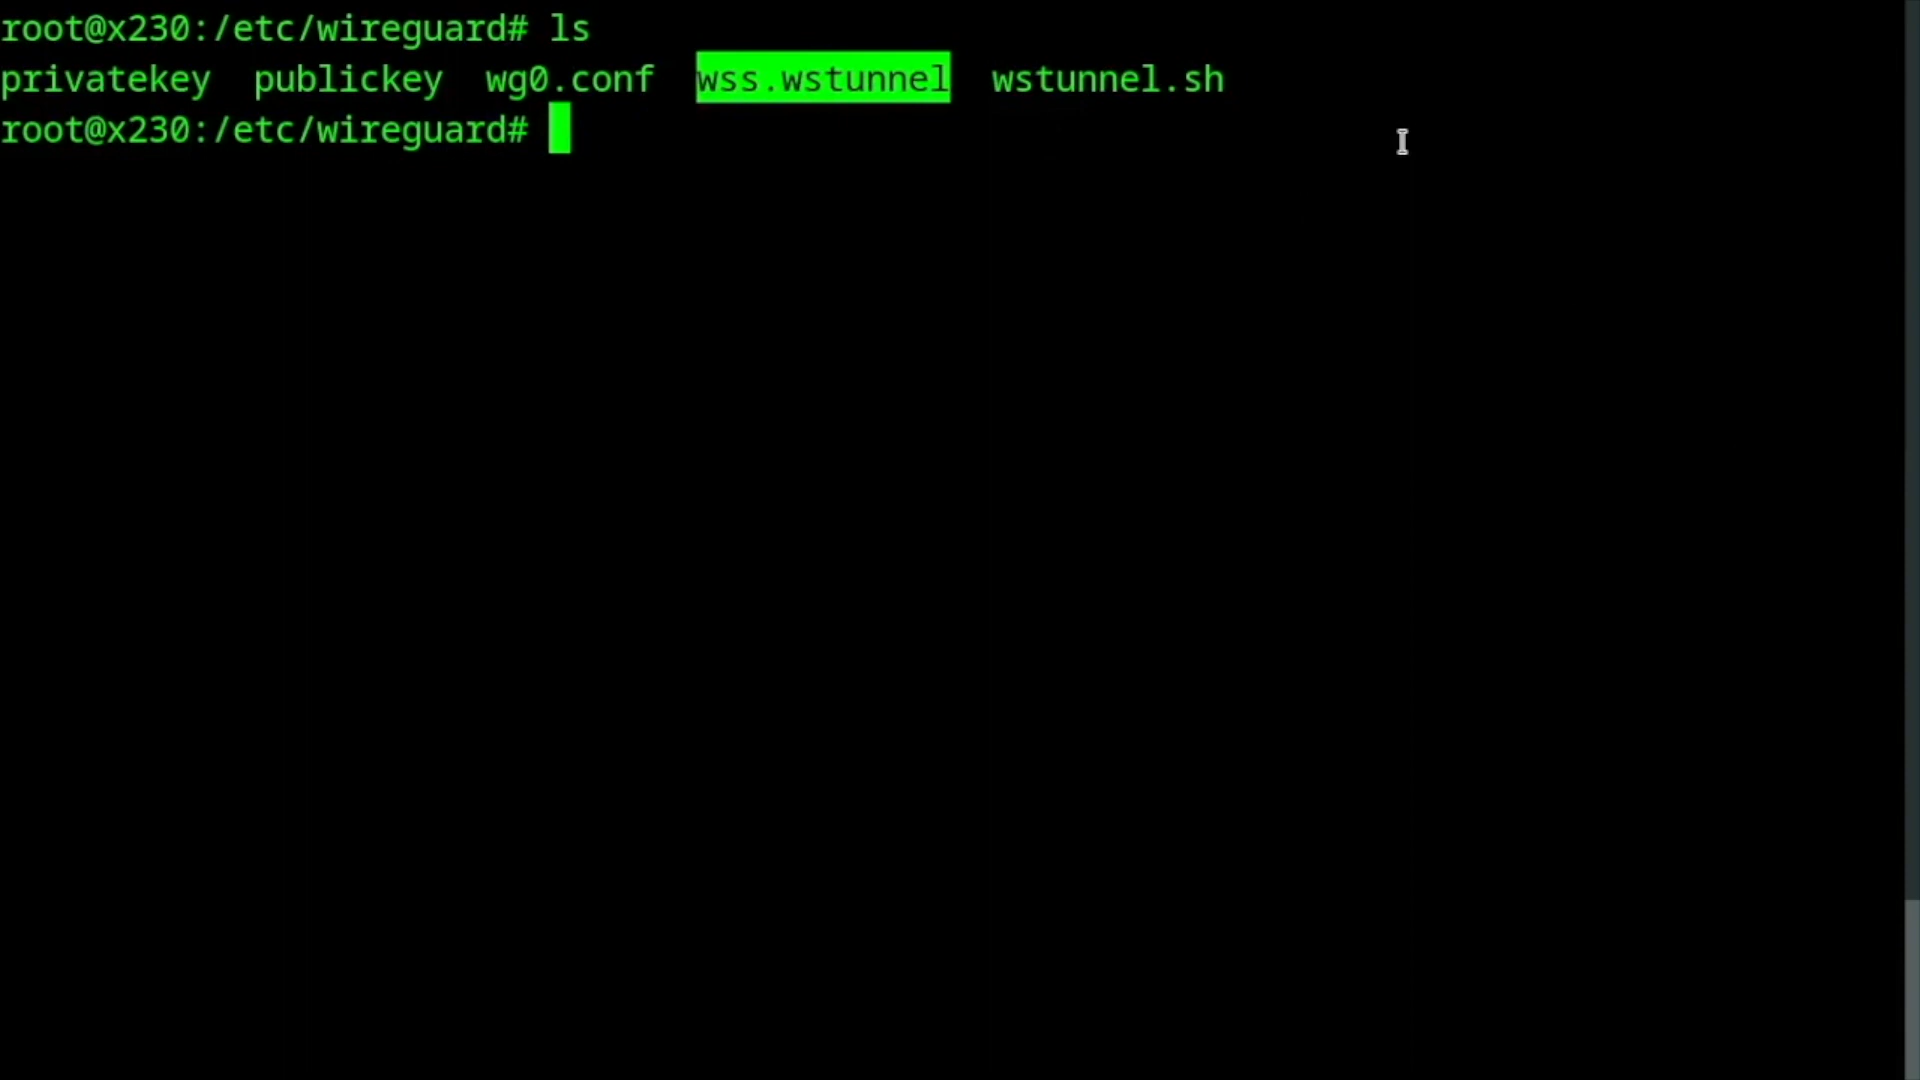 root@x230:/etc/wireguard# ls
privatekey  publickey  wg0.conf  wss.wstunnel  wstunnel.sh
root@x230:/etc/wireguard#